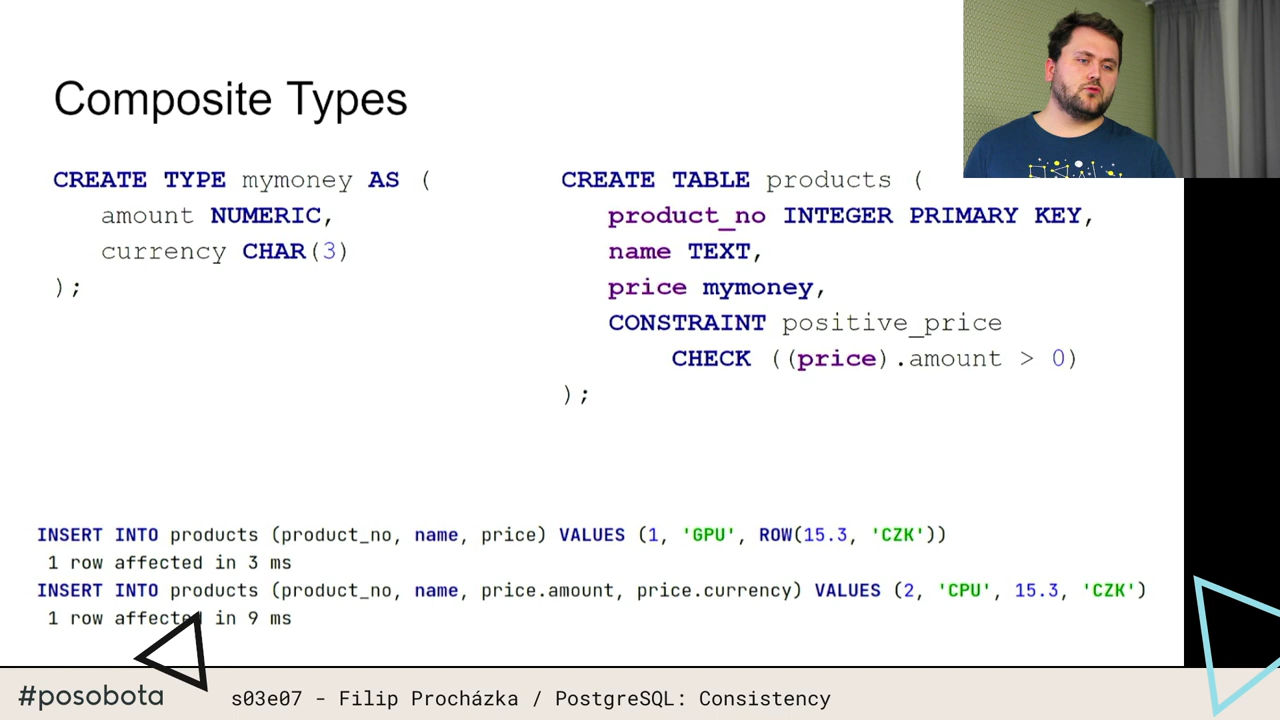 Composite Types
CREATE TYPE mymoney AS (
amount NUMERIC,
currency CHAR(3)
);
CREATE TABLE products (
product_no INTEGER PRIMARY KEY,
name TEXT,
price mymoney,
CONSTRAINT positive_price
CHECK ((price).amount > 0)
);
INSERT INTO products (product_no, name, price) VALUES (1, 'GPU', ROW(15.3, 'CZK'))
1 row affected in 3 ms
INSERT INTO products (product_no, name, price.amount, price.currency) VALUES (2, 'CPU', 15.3, 'CZK')
1 row affected in 9 ms
#posobota
s03e07 - Filip Procházka / PostgreSQL: Consistency